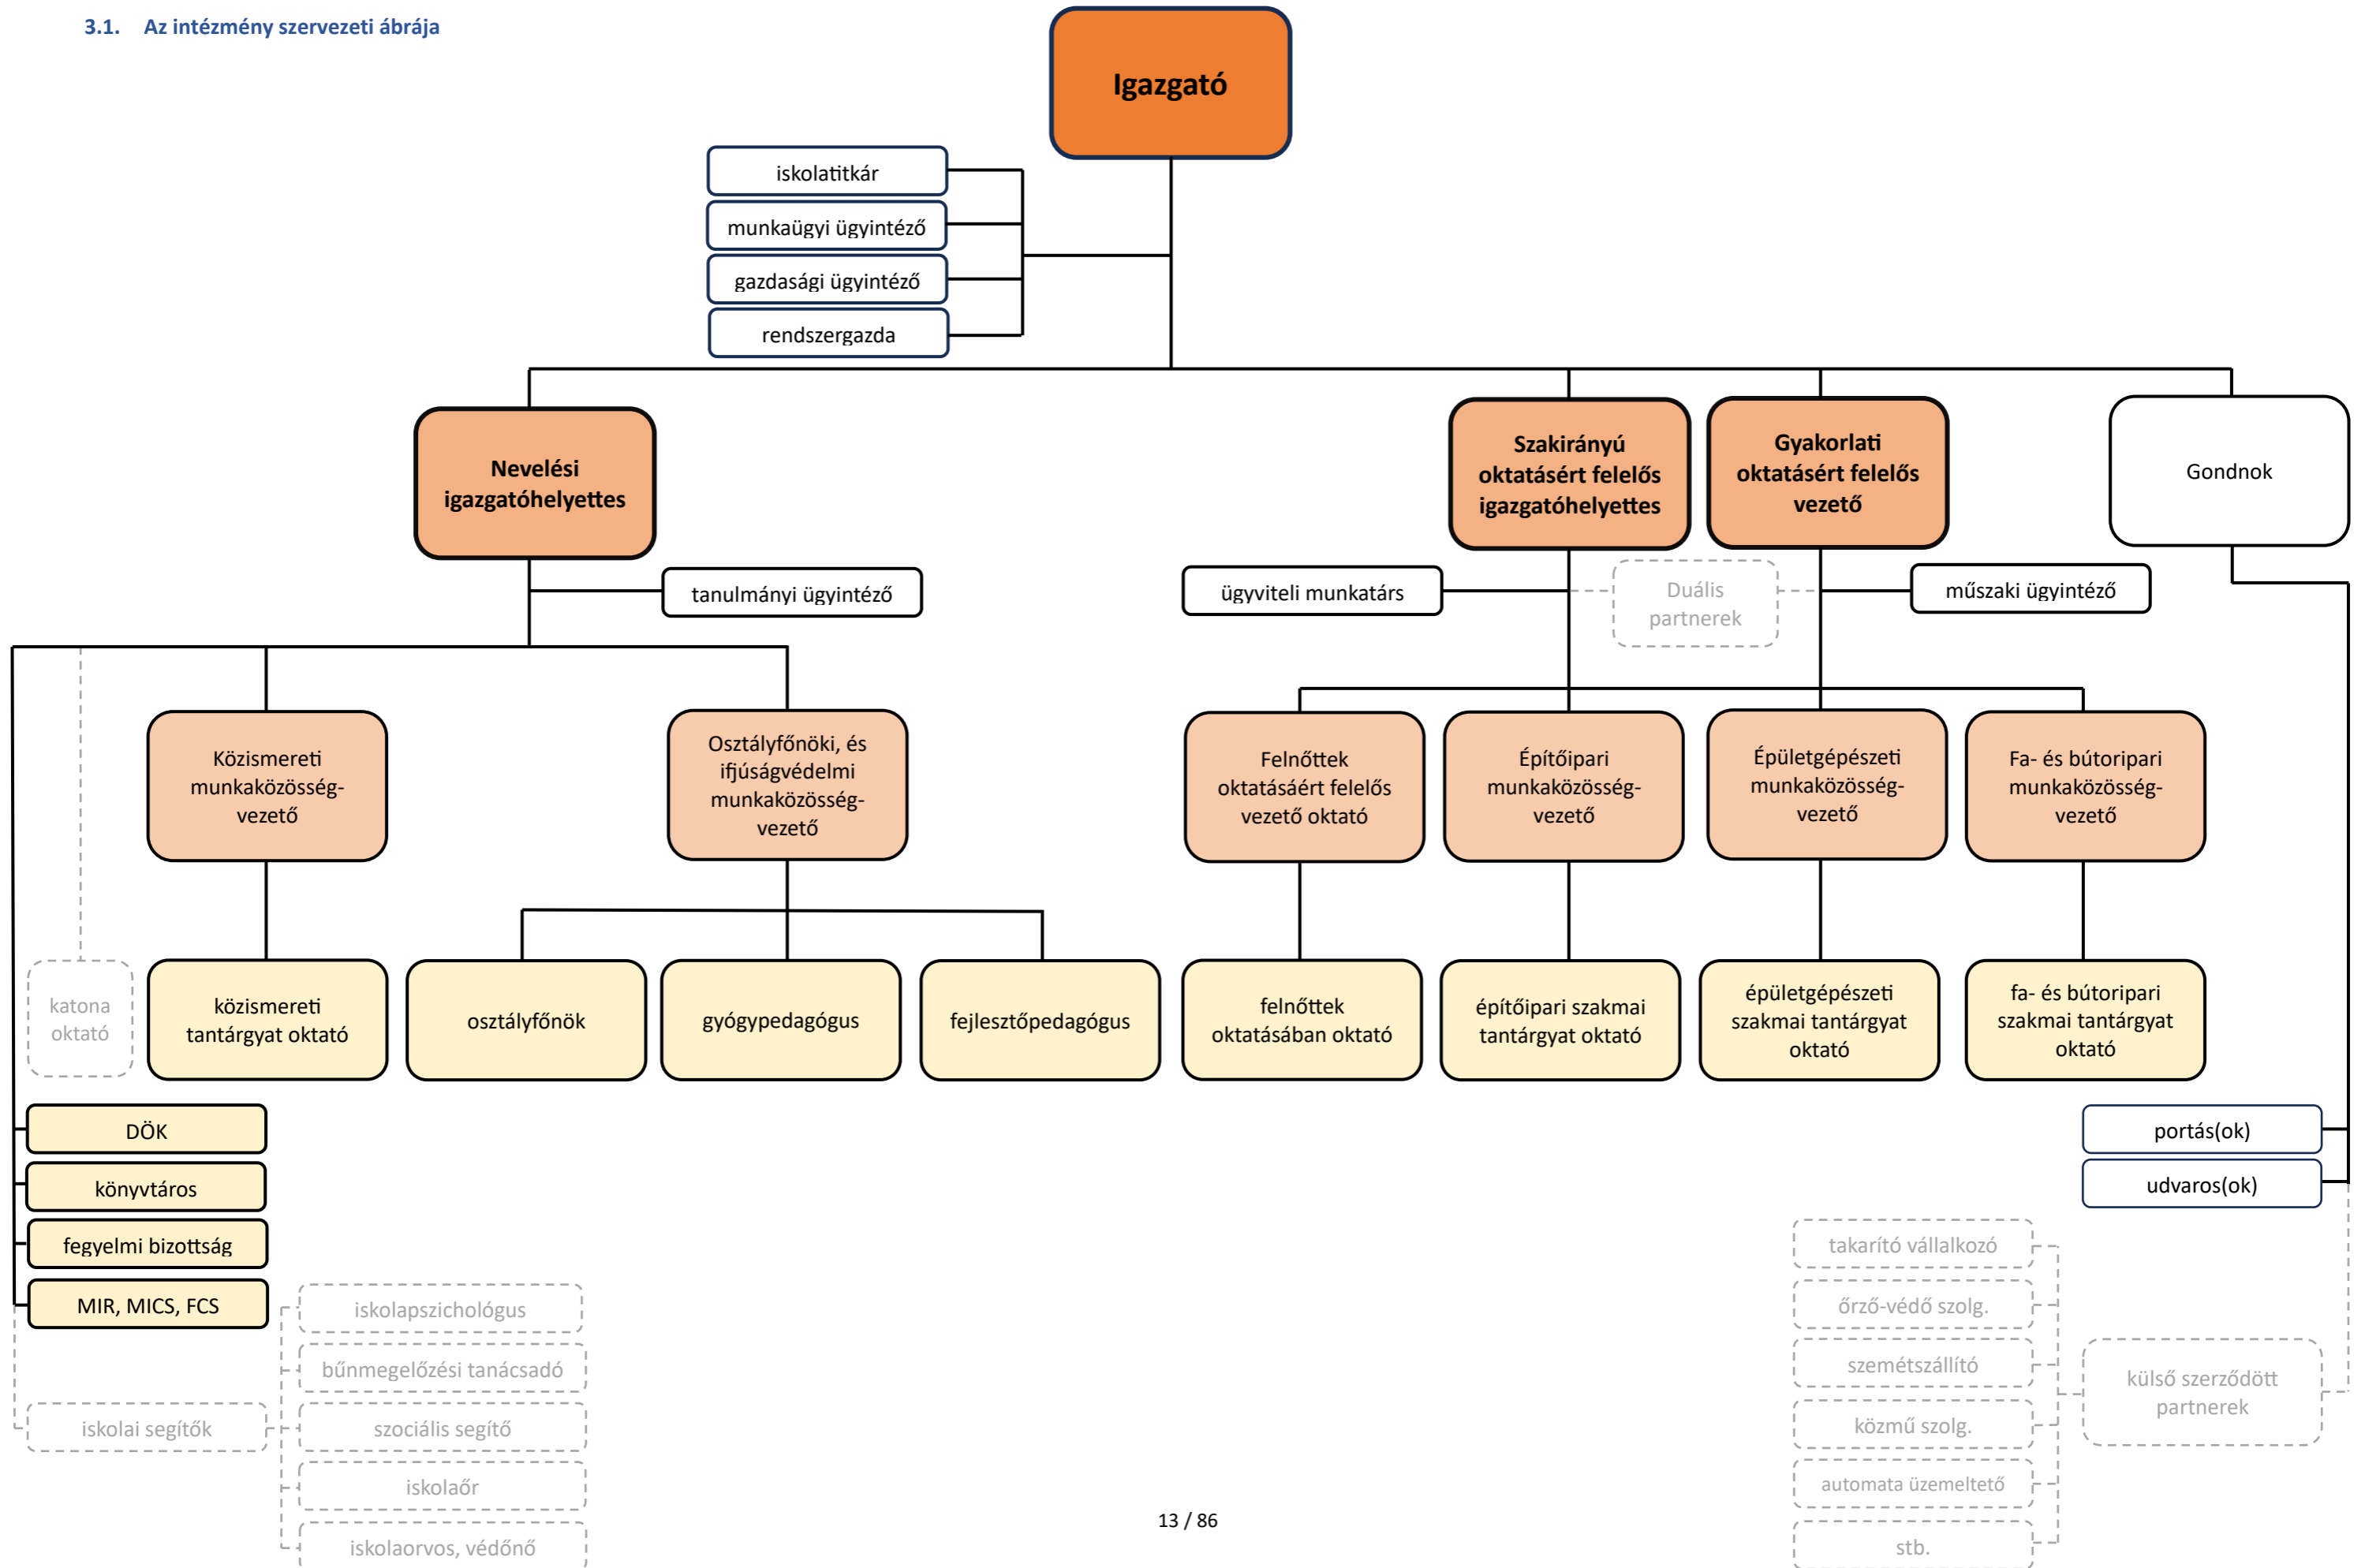 3.1. Az intézmény szervezeti ábrája
Igazgató
iskolatitkár
munkaügyi ügyintéző
gazdasági ügyintéző
rendszergazda
Nevelési
igazgatóhelyettes
Szakirányú
oktatásért felelős
igazgatóhelyettes
Gyakorlati
oktatásért felelős
vezető
Gondnok
tanulmányi ügyintéző
ügyviteli munkatárs
Duális
partnerek
műszaki ügyintéző
Közismereti
munkaközösség-
vezető
Osztályfőnöki, és
ifjúságvédelmi
munkaközösség-
vezető
Felnőttek
oktatásáért felelős
vezető oktató
Építőipari
munkaközösség-
vezető
Épületgépészeti
munkaközösség-
vezető
Fa- és bútoripari
munkaközösség-
vezető
katona
oktató
közismereti
tantárgyat oktató
osztályfőnök
gyógypedagógus
fejlesztőpedagógus
felnőttek
oktatásában oktató
építőipari szakmai
tantárgyat oktató
épületgépészeti
szakmai tantárgyat
oktató
fa- és bútoripari
szakmai tantárgyat
oktató
DÖK
könyvtáros
fegyelmi bizottság
MIR, MICS, FCS
iskolai segítők
iskolapszichológus
bűnmegelőzési tanácsadó
szociális segítő
iskolaőr
iskolaorvos, védőnő
portás(ok)
udvaros(ok)
takarító vállalkozó
őrző-védő szolg.
szemétszállító
közmű szolg.
automata üzemeltető
stb.
külső szerződött
partnerek
13 / 86